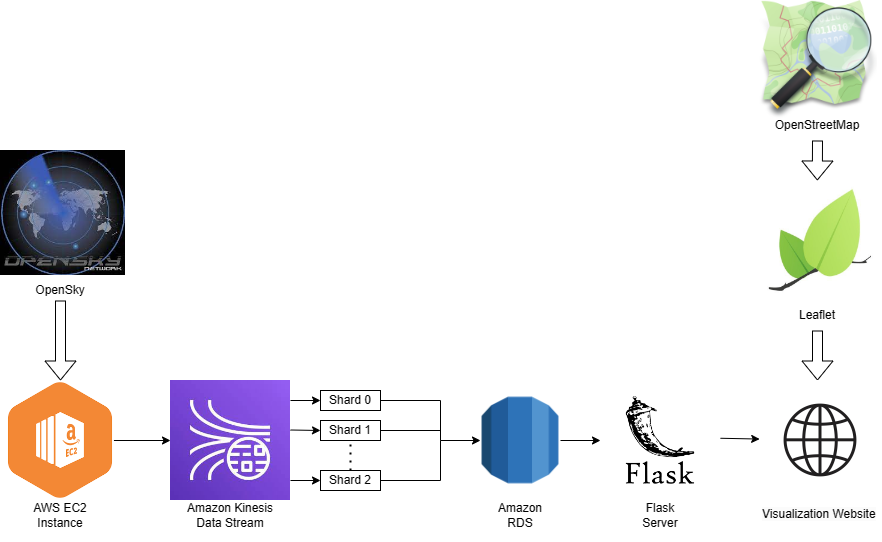 011010
OpenStreetMap
OPENSKY
NETWORK
OpenSky
Leaflet
a
EC2
Shard 0
Shard 1
Shard 2
Flask
AWS EC2
Instance
Amazon Kinesis
Data Stream
Amazon
RDS
Flask
Server
Visualization Website